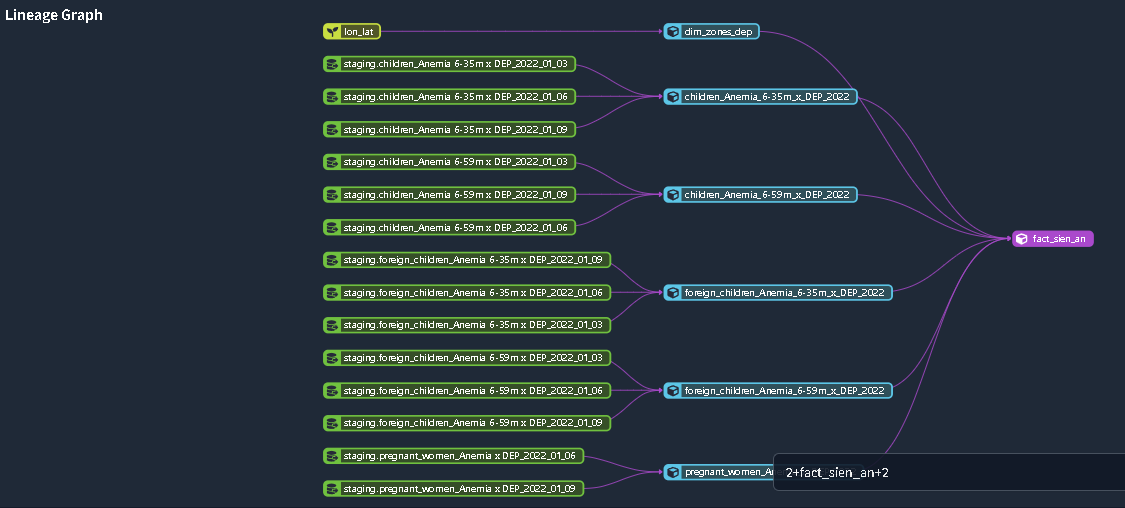 Lineage Graph
lon_lat
dim_zones_dep
staging.children_Anemia 6-35m x DEP_2022_01_03
staging.children_Anemia 6-35m x DEP_2022_01_06
children_Anemia_6-35m_x_DEP_2022
staging.children_Anemia 6-35m x DEP_2022_01_09
staging.children_Anemia 6-59m x DEP_2022_01_03
staging.children_Anemia 6-59m x DEP_2022_01_09
children_Anemia_6-59m_x_DEP_2022
staging.children_Anemia 6-59m x DEP_2022_01_06
fact_sien_an
staging.foreign_children_Anemia 6-35m x DEP_2022_01_09
staging.foreign_children_Anemia 6-35m x DEP_2022_01_06
foreign_children_Anemia_6-35m_x_DEP_2022
staging.foreign_children_Anemia 6-35m x DEP_2022_01_03
staging.foreign_children_Anemia 6-59m x DEP_2022_01_03
staging.foreign_children_Anemia 6-59m x DEP_2022_01_06
foreign_children_Anemia_6-59m_x_DEP_2022
staging.foreign_children_Anemia 6-59m x DEP_2022_01_09
staging.pregnant_women_Anemia x DEP_2022_01_06
pregnant_women_An
2+fact_sien_an+2
staging.pregnant_women_Anemia x DEP_2022_01_09